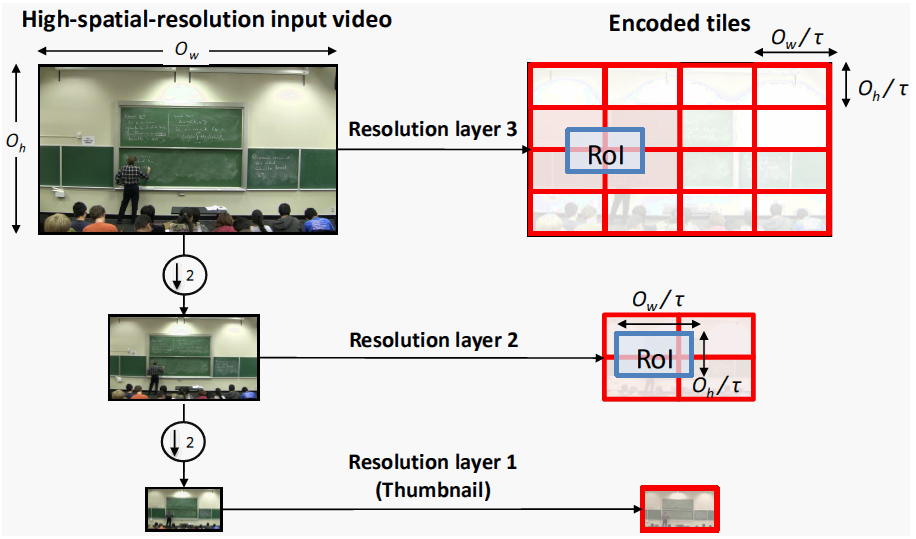 High-spatial-resolution input video
Encoded tiles
O_w
O_w / τ
O_h
O_h / τ
Resolution layer 3
RoI
↓ 2
O_w / τ
Resolution layer 2
RoI
O_h / τ
↓ 2
Resolution layer 1
(Thumbnail)